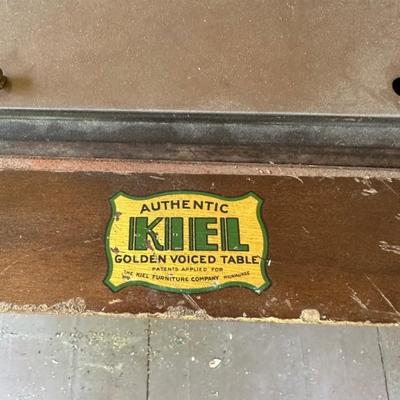 AUTHENTIC
KIEL
GOLDEN VOICED TABLE
PATENTS APPLIED FOR
THE KIEL FURNITURE COMPANY MILWAUKEE